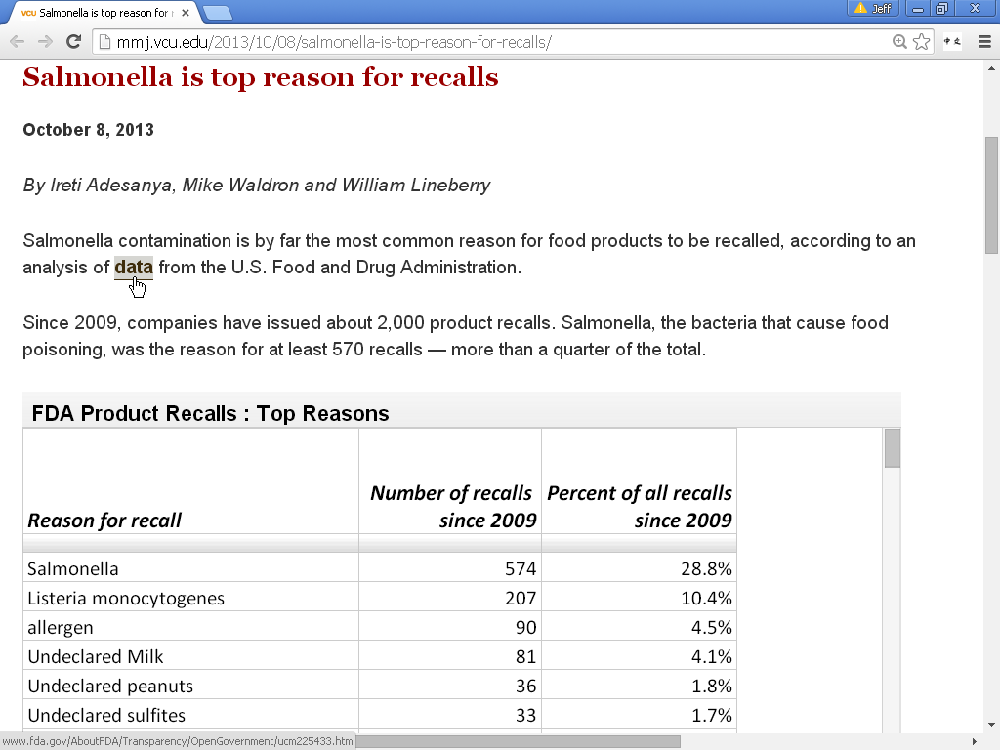 vcu Salmonella is top reason for
Jeff
mmj.vcu.edu/2013/10/08/salmonella-is-top-reason-for-recalls/
Salmonella is top reason for recalls
October 8, 2013
By Ireti Adesanya, Mike Waldron and William Lineberry
Salmonella contamination is by far the most common reason for food products to be recalled, according to an
analysis of data from the U.S. Food and Drug Administration.
Since 2009, companies have issued about 2,000 product recalls. Salmonella, the bacteria that cause food
poisoning, was the reason for at least 570 recalls — more than a quarter of the total.
FDA Product Recalls : Top Reasons
Reason for recall Number of recalls since 2009 Percent of all recalls since 2009
Salmonella 574 28.8%
Listeria monocytogenes 207 10.4%
allergen 90 4.5%
Undeclared Milk 81 4.1%
Undeclared peanuts 36 1.8%
Undeclared sulfites 33 1.7%
www.fda.gov/AboutFDA/Transparency/OpenGovernment/ucm225433.htm